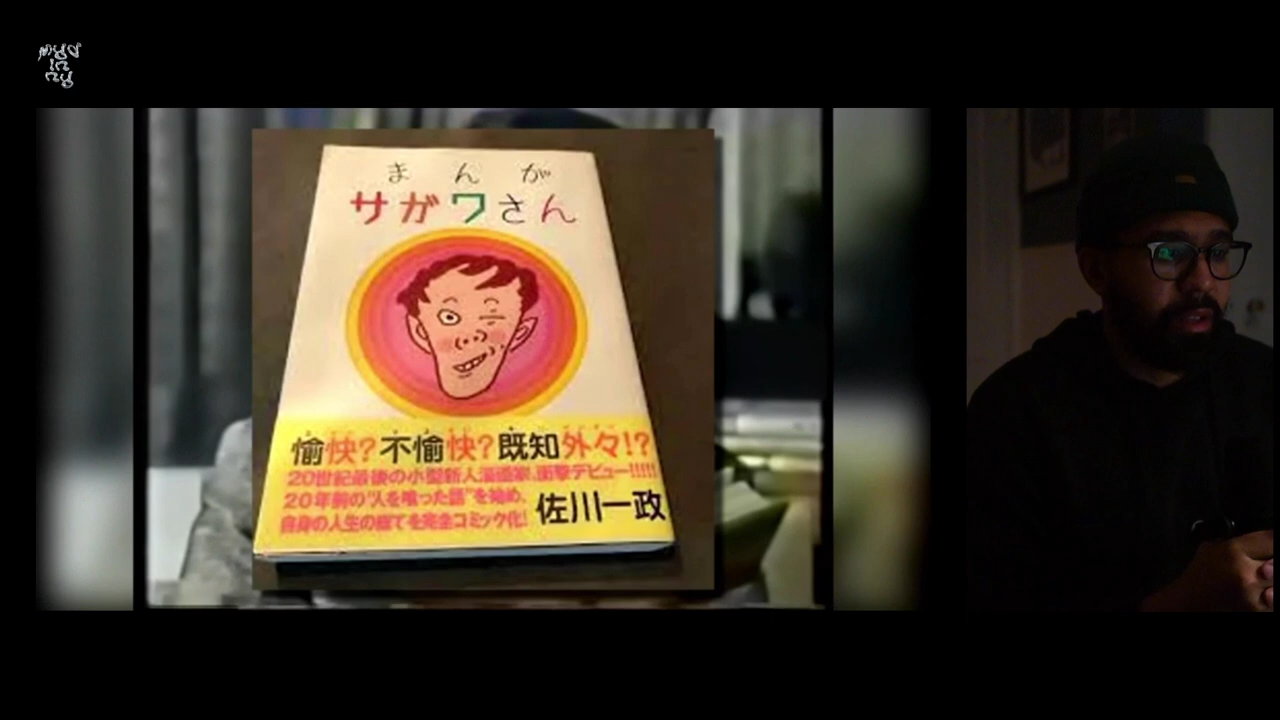 myd
in
ny
まんが
サガワさん
愉快?不愉快?既知外々!?
20世紀最後の小型新人漫画家、衝撃デビュー!!!!!
20年前の“人を喰った話”を始め、
自身の人生の総てを完全コミック化!
佐川一政